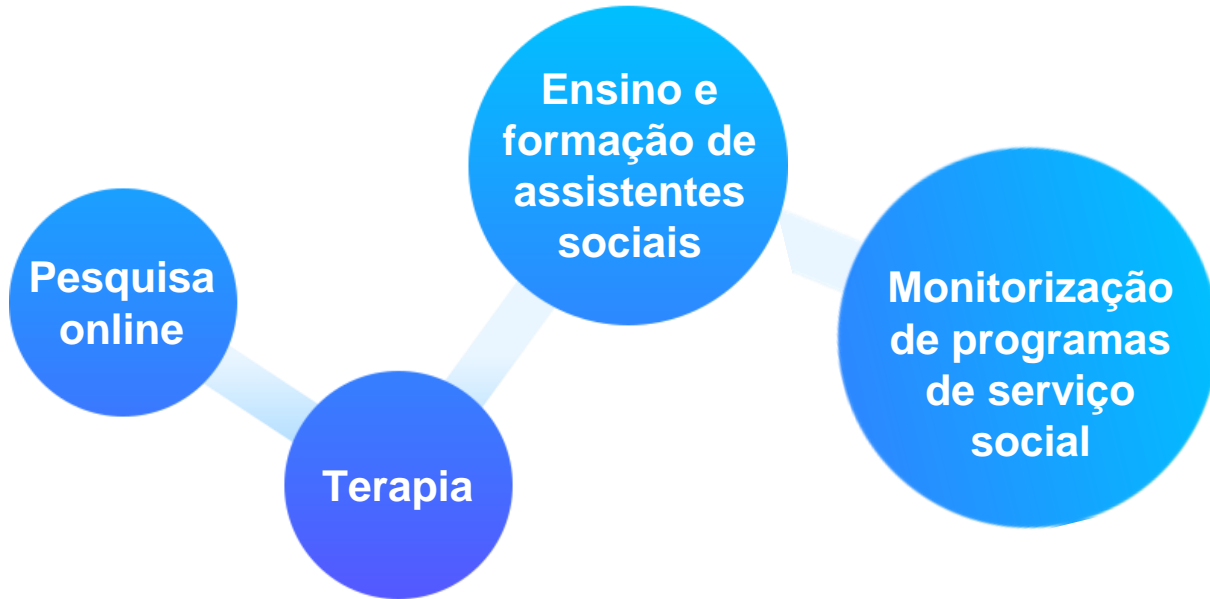 Pesquisa
online
Terapia
Ensino e
formação de
assistentes
sociais
Monitorização
de programas
de serviço
social